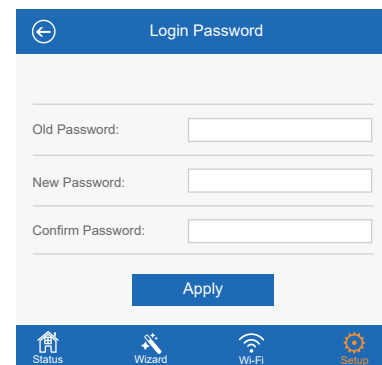 Login Password
Old Password:
New Password:
Confirm Password:
Apply
Status Wizard Wi-Fi Setup